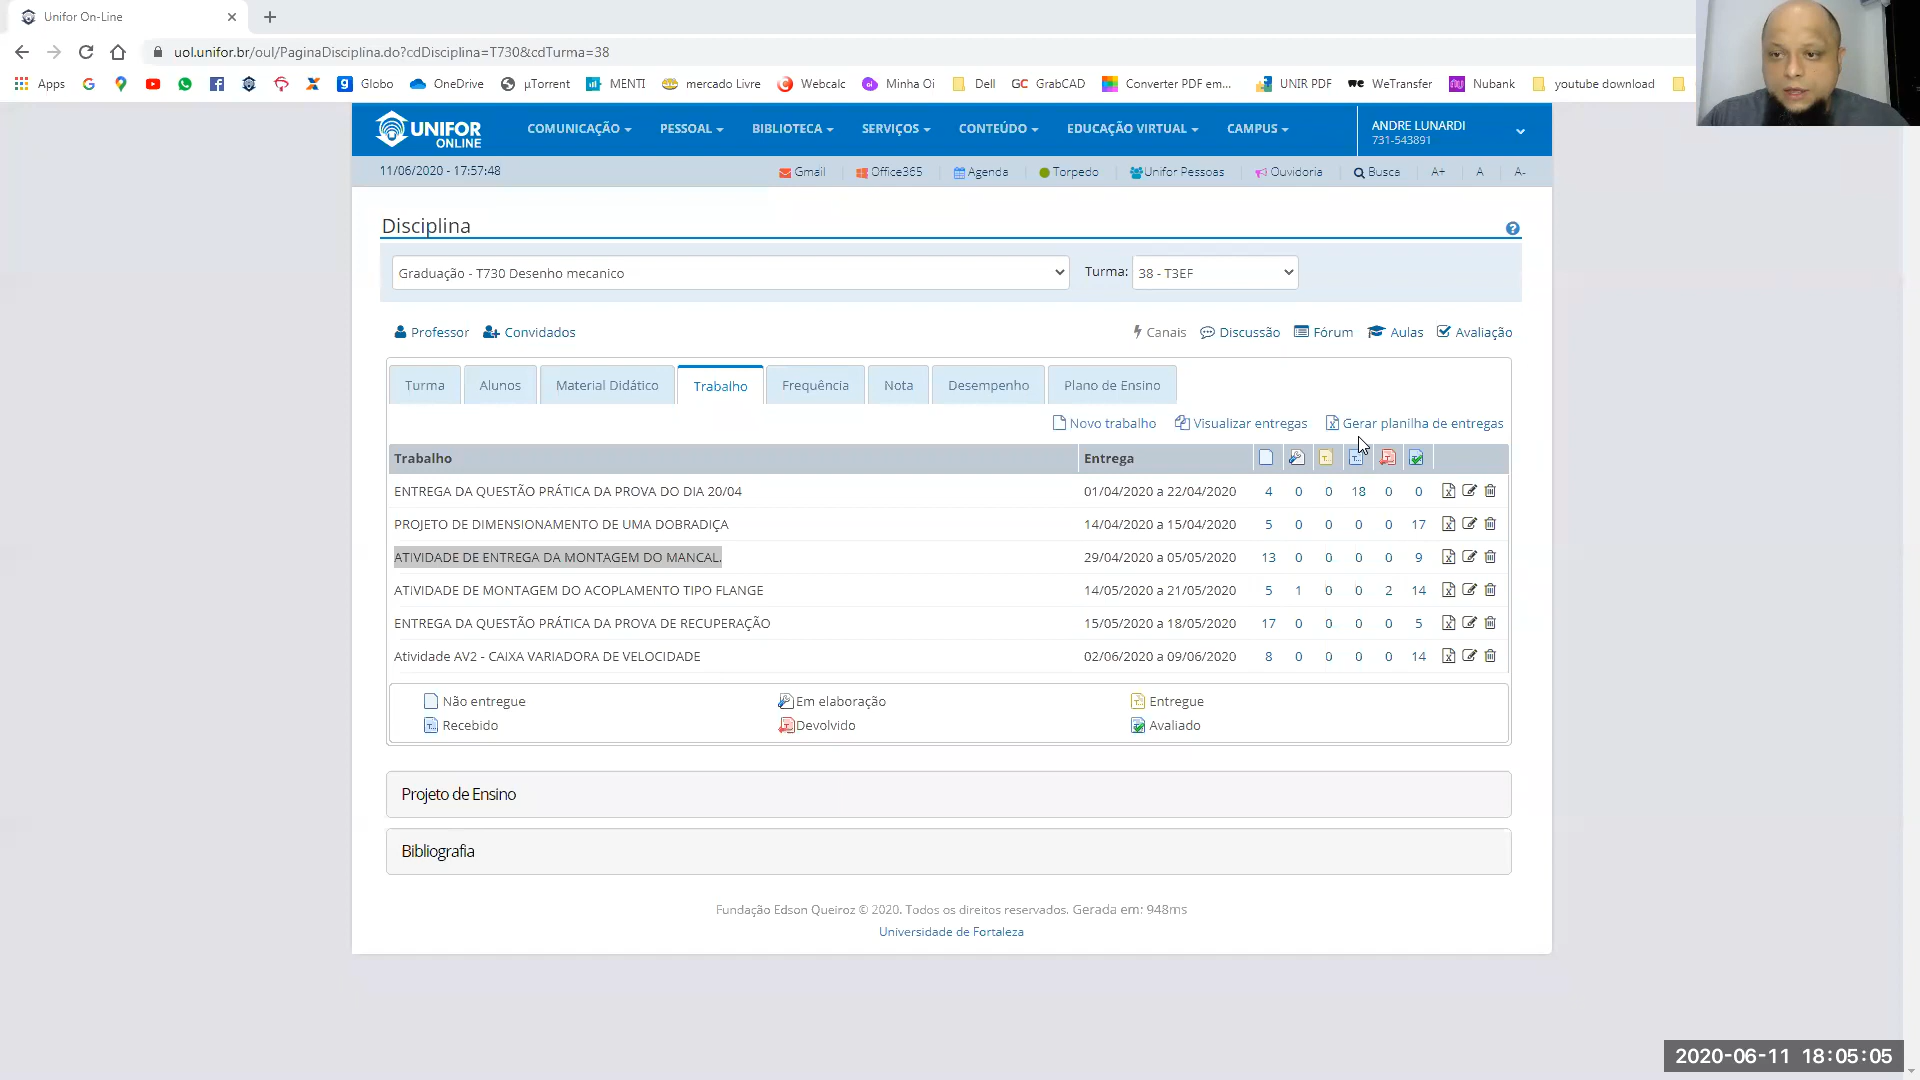 Unifor On-Line
uol.unifor.br/oul/PaginaDisciplina.do?cdDisciplina=T730&cdTurma=38
Apps Globo OneDrive µTorrent MENTI mercado Livre Webcalc Minha Oi Dell GC GrabCAD Converter PDF em... UNIR PDF we WeTransfer Nubank youtube download
UNIFOR ONLINE
COMUNICAÇÃO PESSOAL BIBLIOTECA SERVIÇOS CONTEÚDO EDUCAÇÃO VIRTUAL CAMPUS
ANDRE LUNARDI
731-543891
11/06/2020 - 17:57:48 Gmail Office365 Agenda Torpedo Unifor Pessoas Ouvidoria Busca A+ A A-
Disciplina
Graduação - T730 Desenho mecanico Turma: 38 - T3EF
Professor Convidados Canais Discussão Fórum Aulas Avaliação
Turma Alunos Material Didático Trabalho Frequência Nota Desempenho Plano de Ensino
Novo trabalho Visualizar entregas Gerar planilha de entregas
Trabalho Entrega
ENTREGA DA QUESTÃO PRÁTICA DA PROVA DO DIA 20/04 01/04/2020 a 22/04/2020 4 0 0 18 0 0
PROJETO DE DIMENSIONAMENTO DE UMA DOBRADIÇA 14/04/2020 a 15/04/2020 5 0 0 0 0 17
ATIVIDADE DE ENTREGA DA MONTAGEM DO MANCAL. 29/04/2020 a 05/05/2020 13 0 0 0 0 9
ATIVIDADE DE MONTAGEM DO ACOPLAMENTO TIPO FLANGE 14/05/2020 a 21/05/2020 5 1 0 0 2 14
ENTREGA DA QUESTÃO PRÁTICA DA PROVA DE RECUPERAÇÃO 15/05/2020 a 18/05/2020 17 0 0 0 0 5
Atividade AV2 - CAIXA VARIADORA DE VELOCIDADE 02/06/2020 a 09/06/2020 8 0 0 0 0 14
Não entregue Em elaboração Entregue
Recebido Devolvido Avaliado
Projeto de Ensino
Bibliografia
Fundação Edson Queiroz © 2020. Todos os direitos reservados. Gerada em: 948ms
Universidade de Fortaleza
2020-06-11 18:05:05